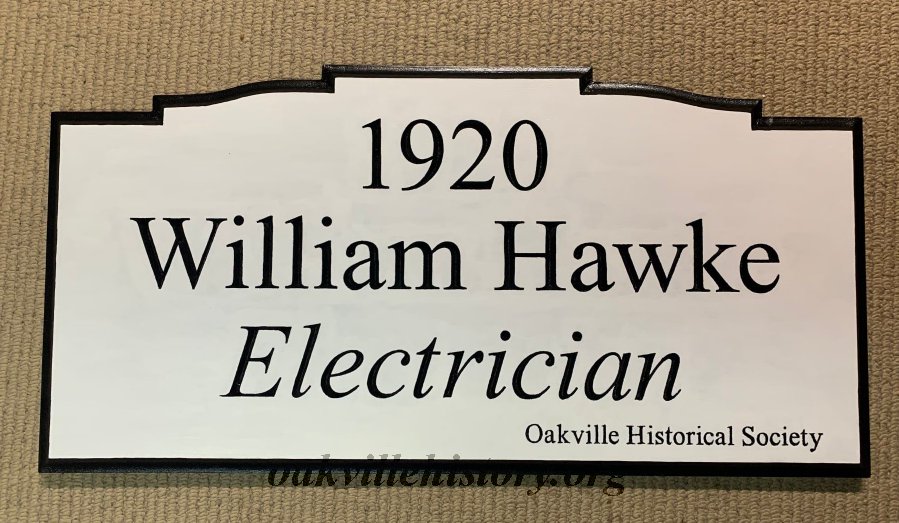 1920
William Hawke
Electrician
Oakville Historical Society
oakvillehistory.org